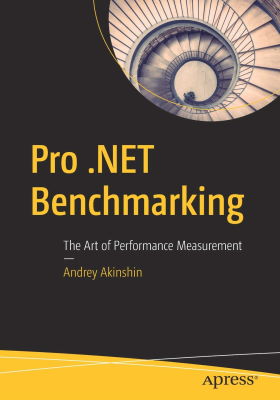 Pro .NET
Benchmarking
The Art of Performance Measurement
—
Andrey Akinshin
Apress®